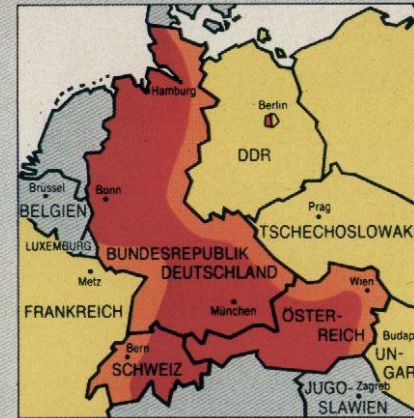 Hamburg
Berlin
DDR
Brüssel
BELGIEN
Bonn
Prag
TSCHECHOSLOWAK
LUXEMBURG
BUNDESREPUBLIK
DEUTSCHLAND
Metz
FRANKREICH
München
Wien
ÖSTER-
REICH
Bern
SCHWEIZ
Budap
UN-
GAR
JUGO-
SLAWIEN
Zagreb